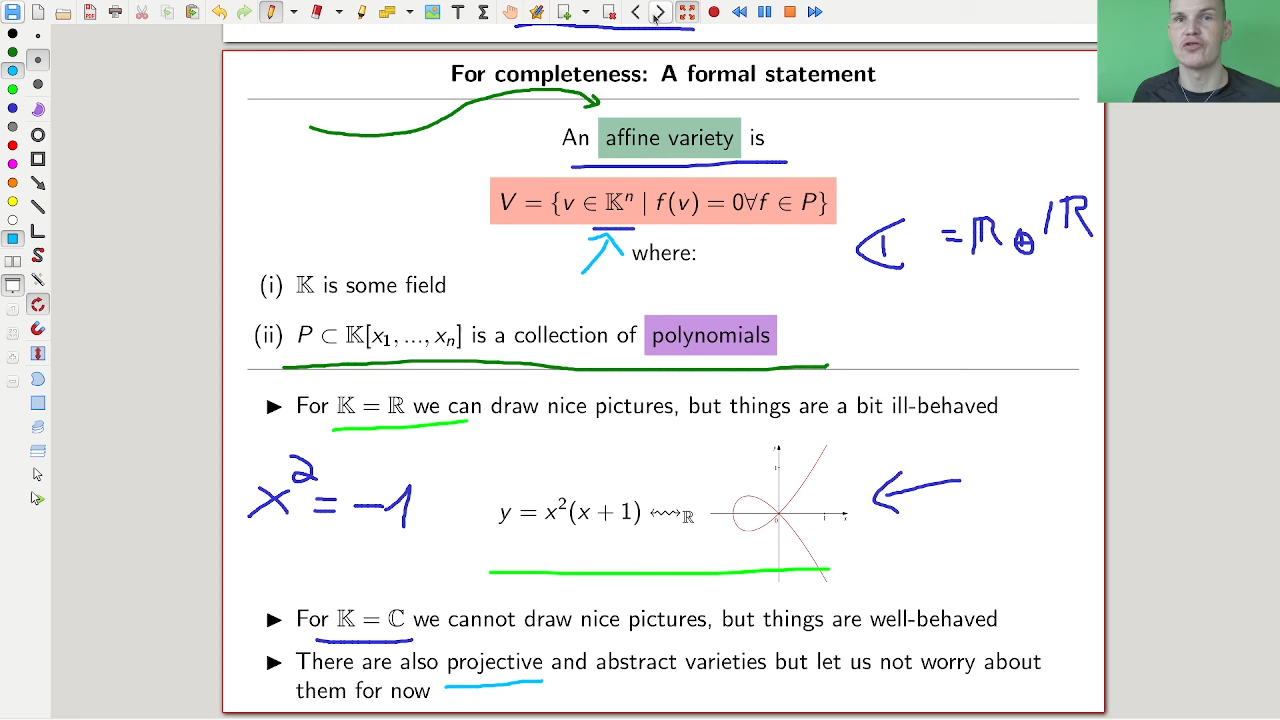 For completeness: A formal statement
An affine variety is
V = {v ∈ 𝕂ⁿ | f(v) = 0∀f ∈ P}
ℂ = ℝ ⊕ iℝ
where:
(i) 𝕂 is some field
(ii) P ⊂ 𝕂[x₁, ..., xₙ] is a collection of polynomials
▶ For 𝕂 = ℝ we can draw nice pictures, but things are a bit ill-behaved
x² = −1
y = x²(x + 1) ⇝ℝ
▶ For 𝕂 = ℂ we cannot draw nice pictures, but things are well-behaved
▶ There are also projective and abstract varieties but let us not worry about
them for now